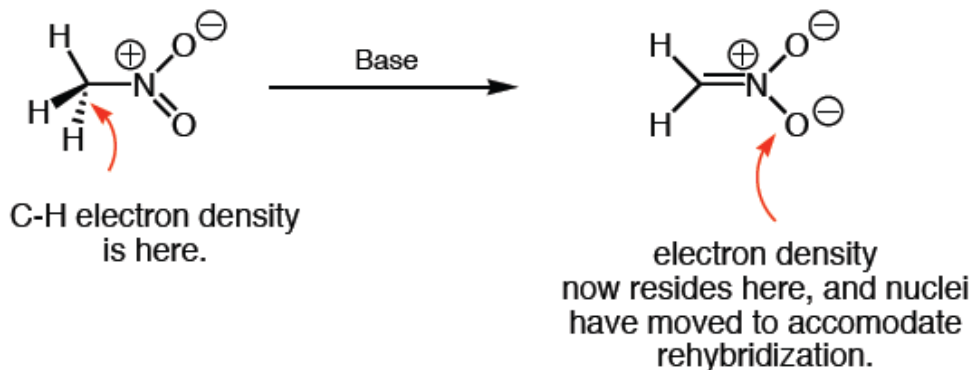 H
H
H
N
⊕
O
⊖
O
Base
H
H
N
⊕
O
⊖
O
⊖
C-H electron density
is here.
electron density
now resides here, and nuclei
have moved to accomodate
rehybridization.